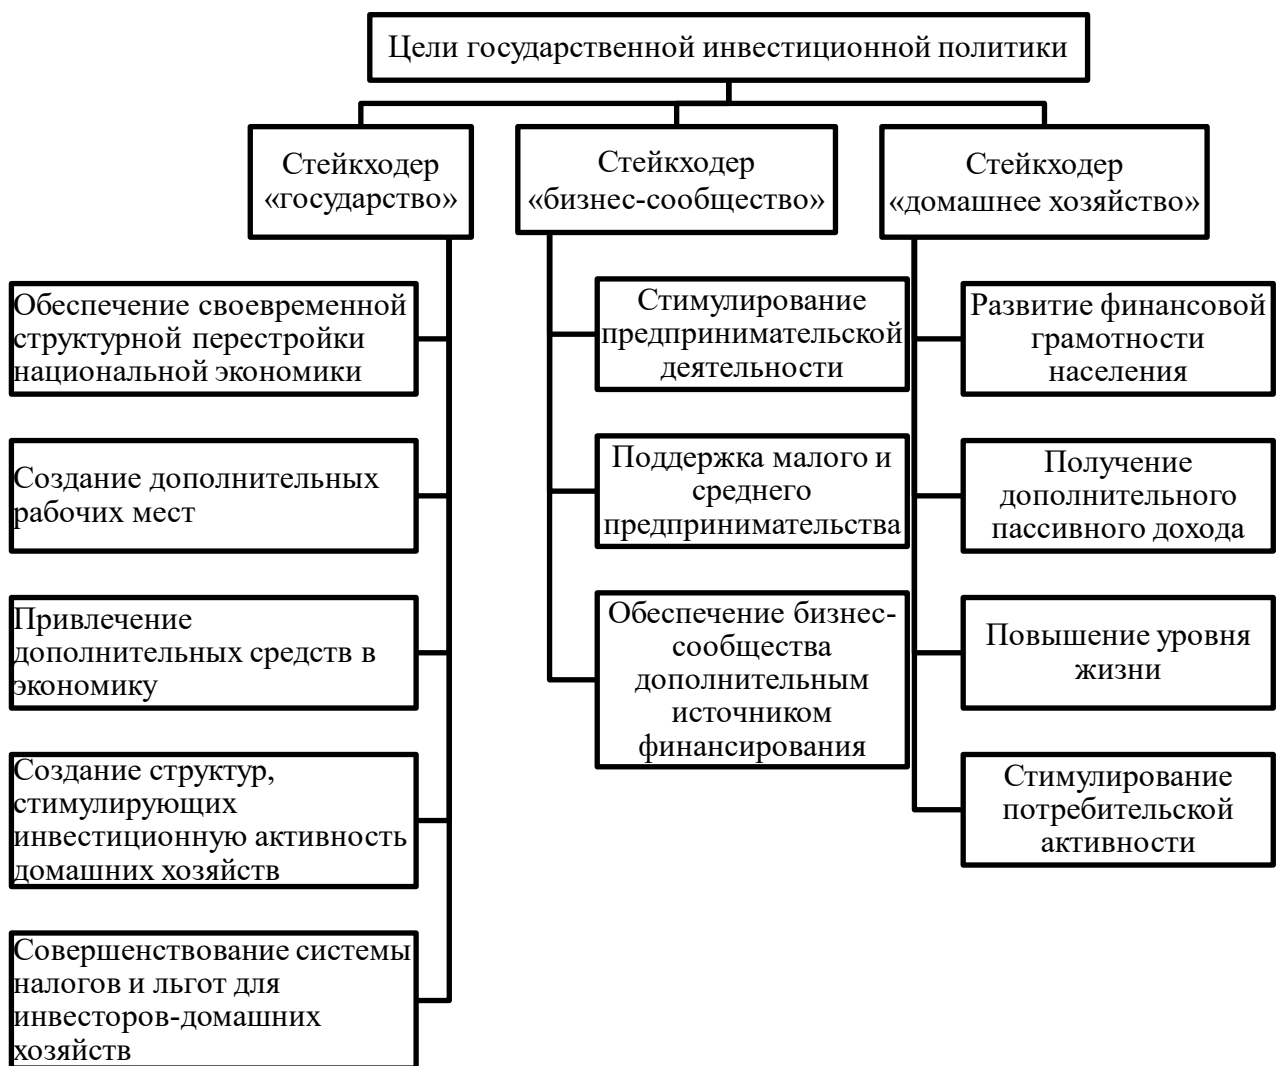 Цели государственной инвестиционной политики
Стейкходер
«государство»
Стейкходер
«бизнес-сообщество»
Стейкходер
«домашнее хозяйство»
Обеспечение своевременной
структурной перестройки
национальной экономики
Создание дополнительных
рабочих мест
Привлечение
дополнительных средств в
экономику
Создание структур,
стимулирующих
инвестиционную активность
домашних хозяйств
Совершенствование системы
налогов и льгот для
инвесторов-домашних
хозяйств
Стимулирование
предпринимательской
деятельности
Поддержка малого и
среднего
предпринимательства
Обеспечение бизнес-
сообщества
дополнительным
источником
финансирования
Развитие финансовой
грамотности
населения
Получение
дополнительного
пассивного дохода
Повышение уровня
жизни
Стимулирование
потребительской
активности